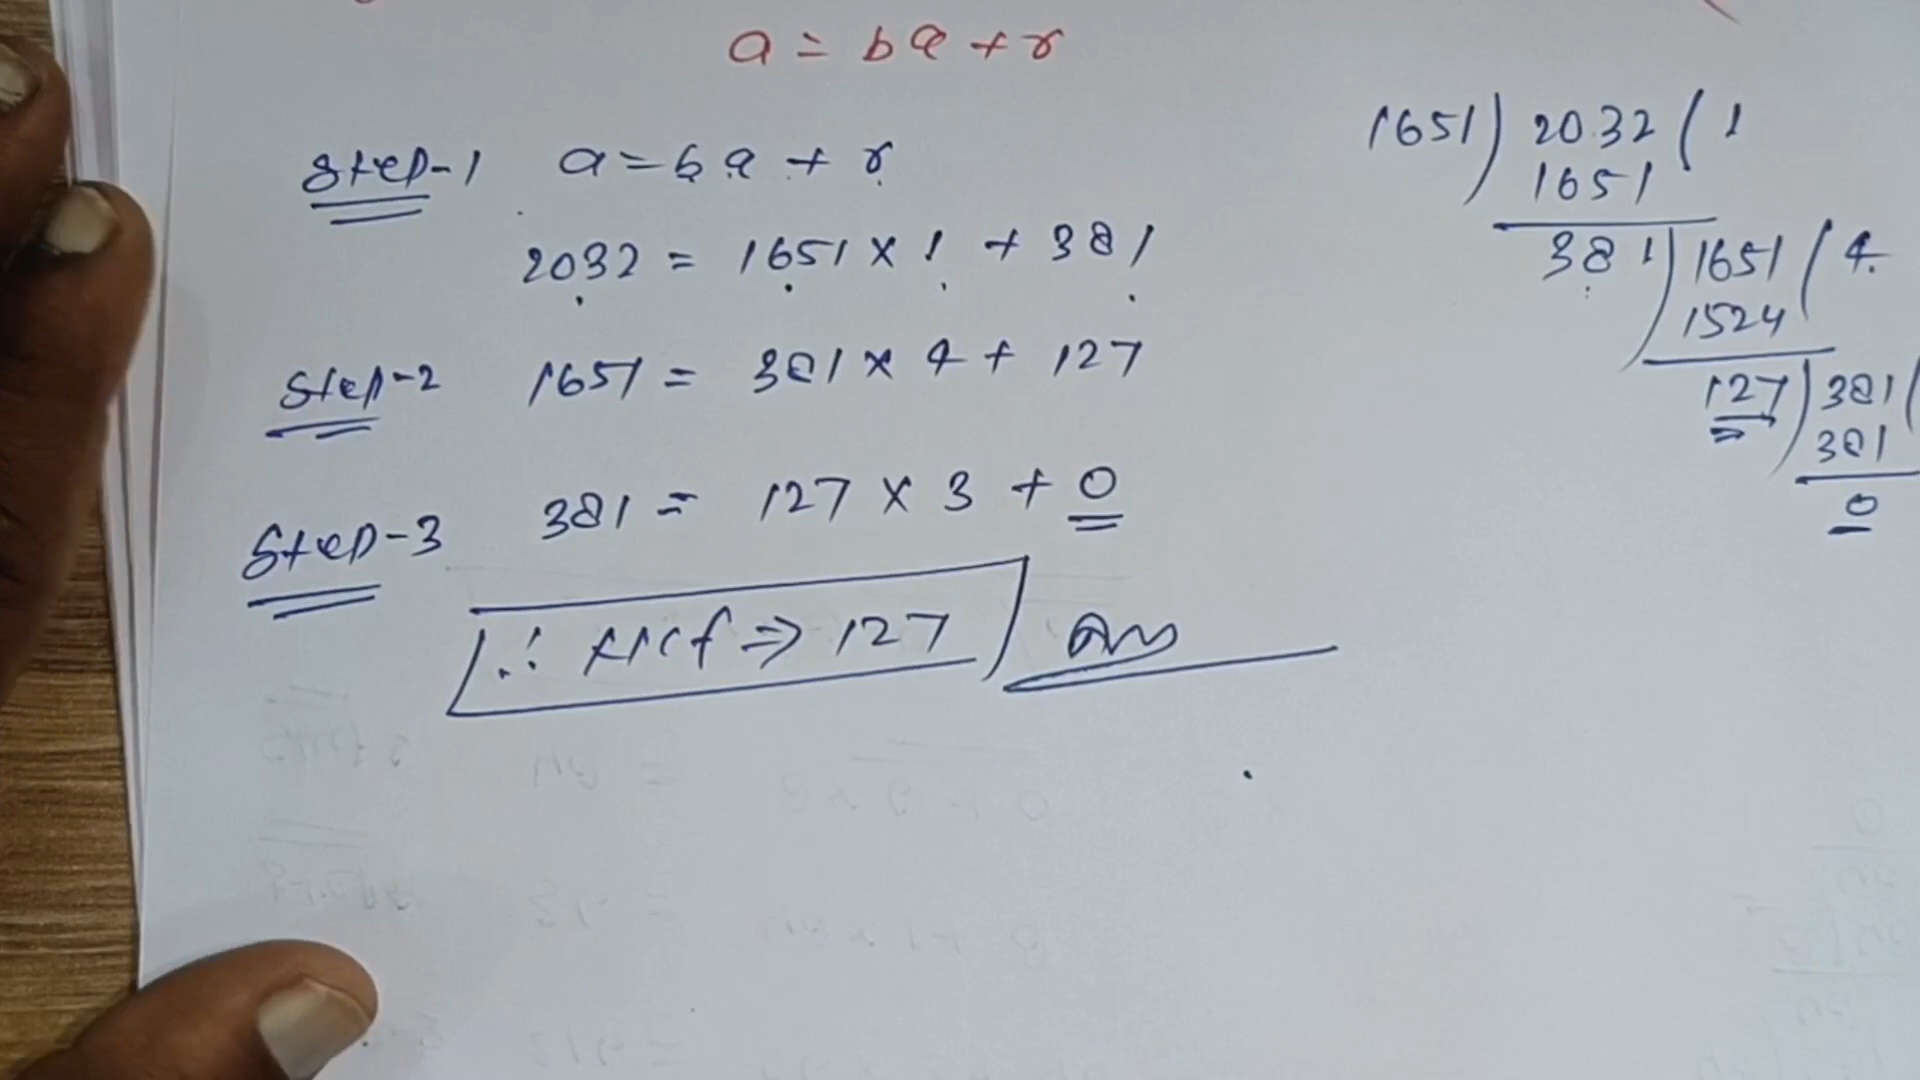 a = bq + r
Step-1 a = bq + r
2032 = 1651 × 1 + 381
Step-2 1651 = 381 × 4 + 127
Step-3 381 = 127 × 3 + 0
∴ HCF ⇒ 127 Ans
1651) 2032 ( 1
1651
381) 1651 ( 4
1524
127) 381 (
381
0